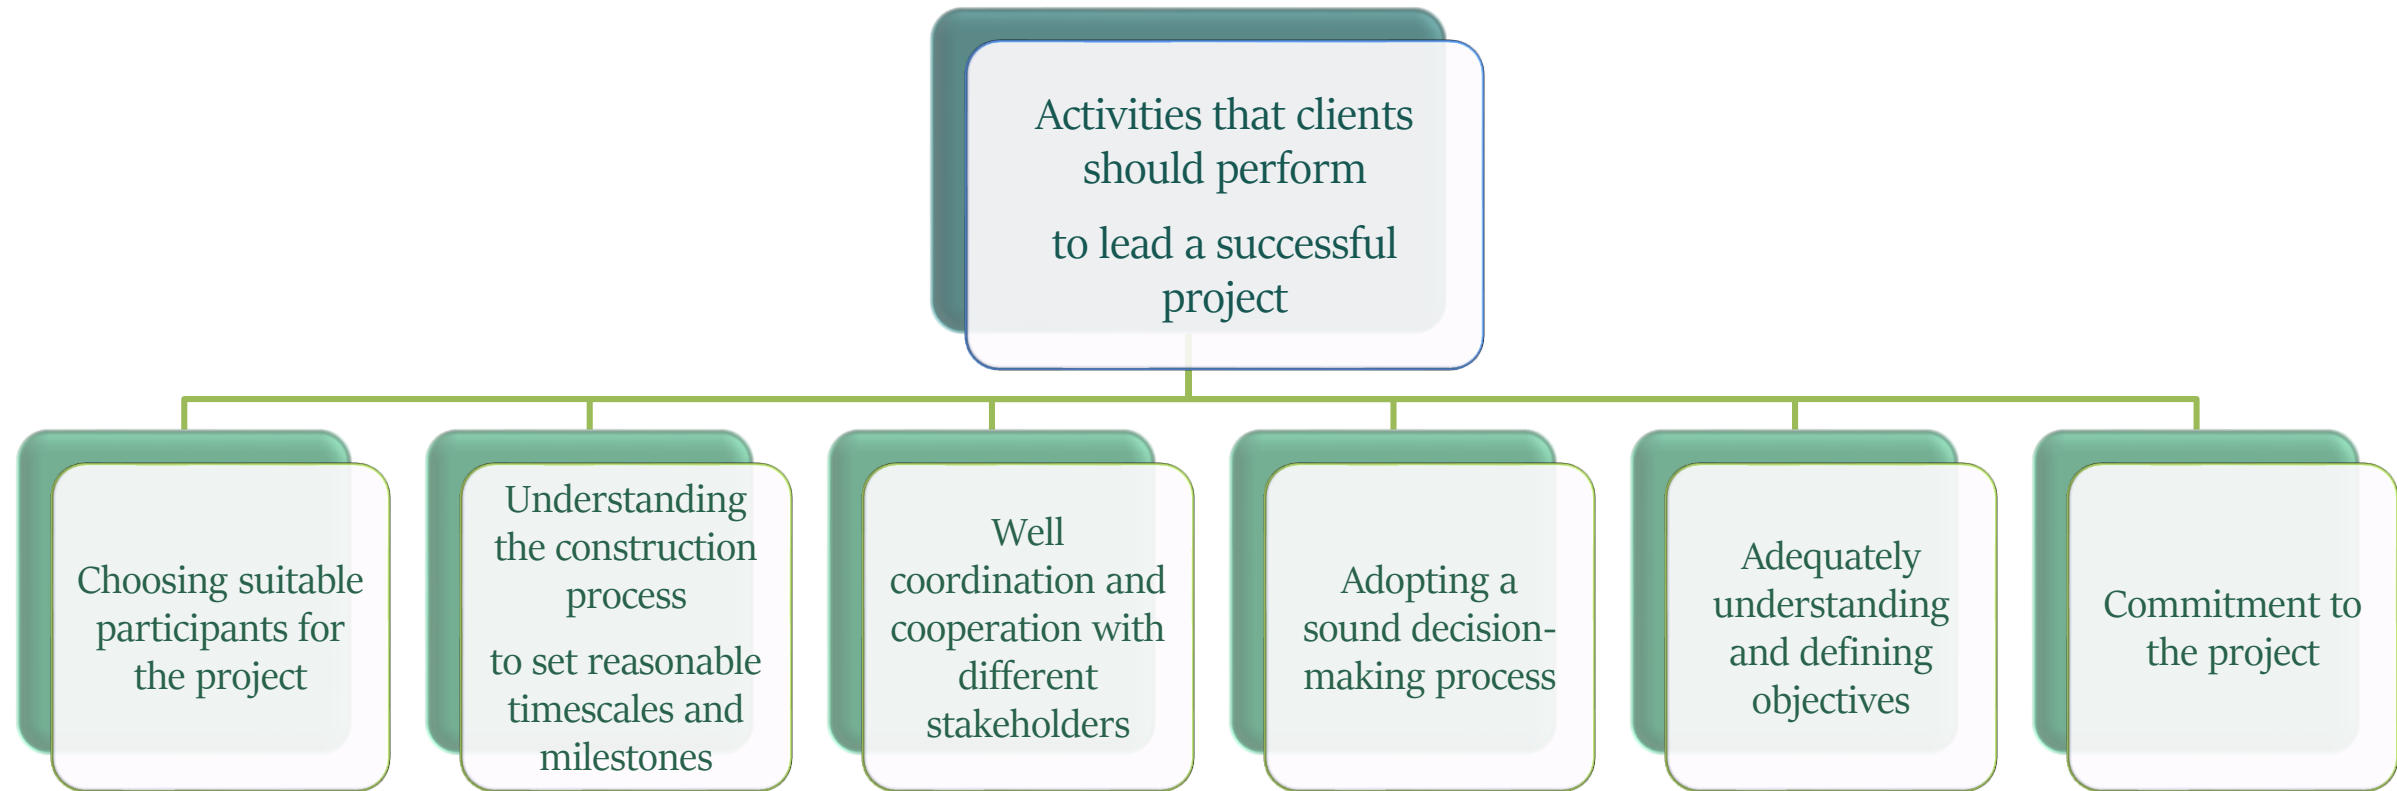 Activities that clients
should perform
to lead a successful
project
Choosing suitable
participants for
the project
Understanding
the construction
process
to set reasonable
timescales and
milestones
Well
coordination and
cooperation with
different
stakeholders
Adopting a
sound decision-
making process
Adequately
understanding
and defining
objectives
Commitment to
the project